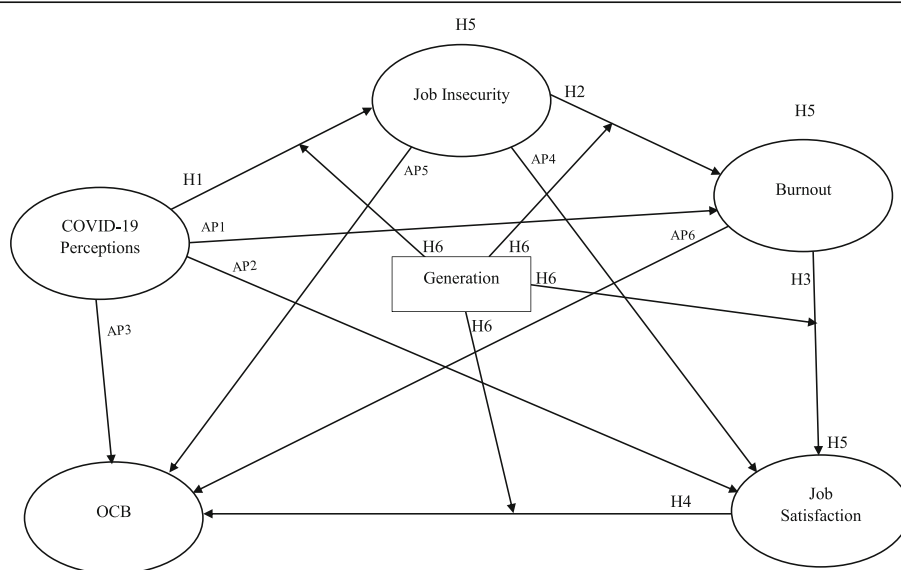 H5
Job Insecurity
H2
H5
H1
AP5
AP4
Burnout
COVID-19
Perceptions
AP1
AP6
AP2
H6
H6
Generation
H6
H3
H6
AP3
H5
OCB
H4
Job
Satisfaction